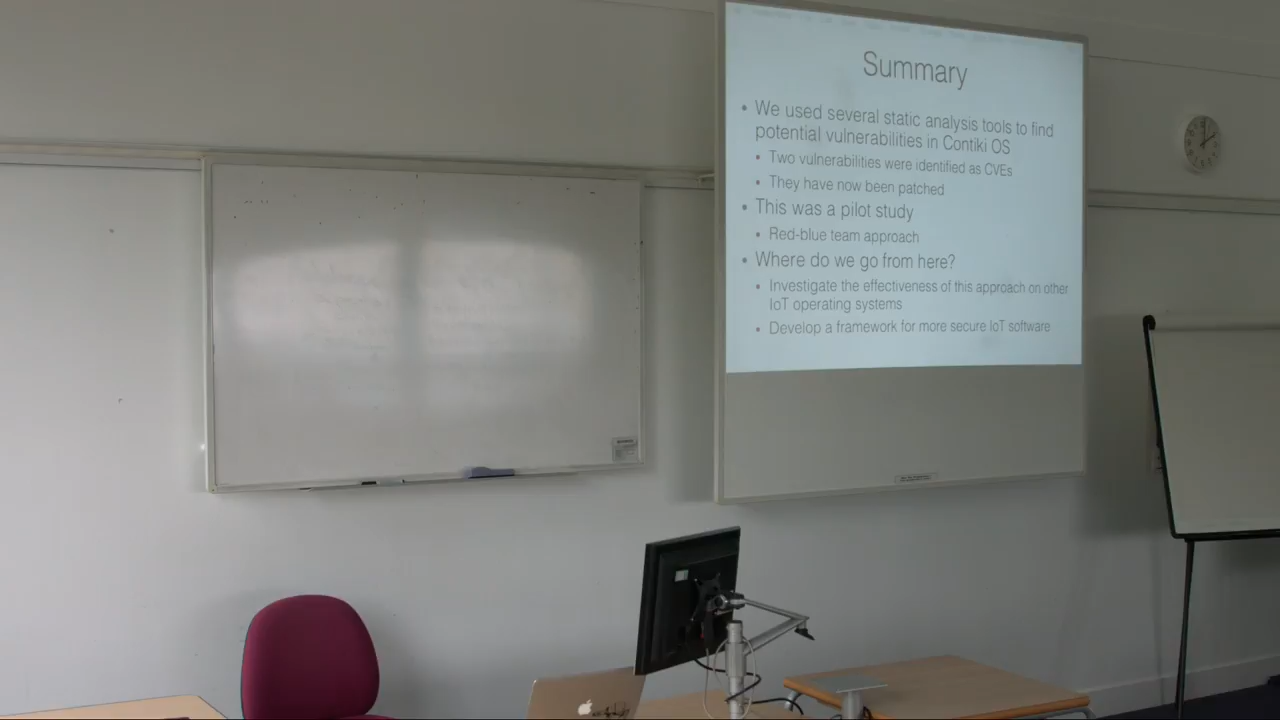 Summary
• We used several static analysis tools to find
potential vulnerabilities in Contiki OS
• Two vulnerabilities were identified as CVEs
• They have now been patched
• This was a pilot study
• Red-blue team approach
• Where do we go from here?
• Investigate the effectiveness of this approach on other
IoT operating systems
• Develop a framework for more secure IoT software